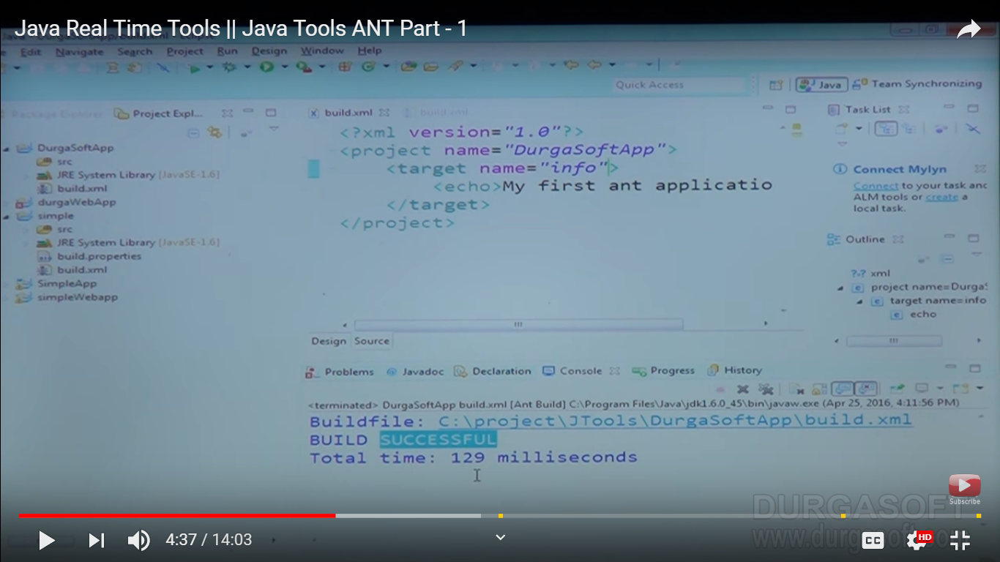 Java Real Time Tools || Java Tools ANT Part - 1
Edit Navigate Search Project Run Design Window Help
Quick Access
Java
Team Synchronizing
Package Explorer
Project Expl...
build.xml
build.xml
Task List
DurgaSoftApp
src
JRE System Library [JavaSE-1.6]
build.xml
durgaWebApp
simple
src
JRE System Library [JavaSE-1.6]
build.properties
build.xml
SimpleApp
simpleWebapp
<?xml version="1.0"?>
<project name="DurgaSoftApp">
<target name="info">
<echo>My first ant applicatio
</target>
</project>
Design Source
Connect Mylyn
Connect to your task and
ALM tools or create a
local task.
Outline
?-? xml
project name=DurgaS
target name=info
echo
Problems Javadoc Declaration Console Progress History
<terminated> DurgaSoftApp build.xml [Ant Build] C:\Program Files\Java\jdk1.6.0_45\bin\javaw.exe (Apr 25, 2016, 4:11:56 PM)
Buildfile: C:\project\JTools\DurgaSoftApp\build.xml
BUILD SUCCESSFUL
Total time: 129 milliseconds
Subscribe
DURGASOFT
4:37 / 14:03
CC
HD